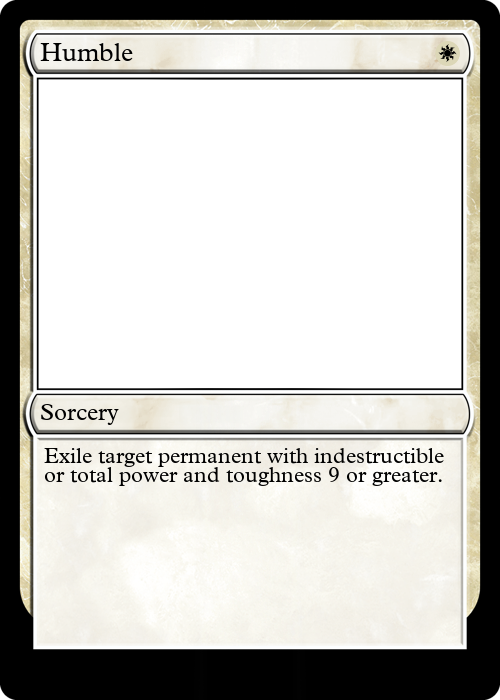 Humble
Sorcery
Exile target permanent with indestructible
or total power and toughness 9 or greater.